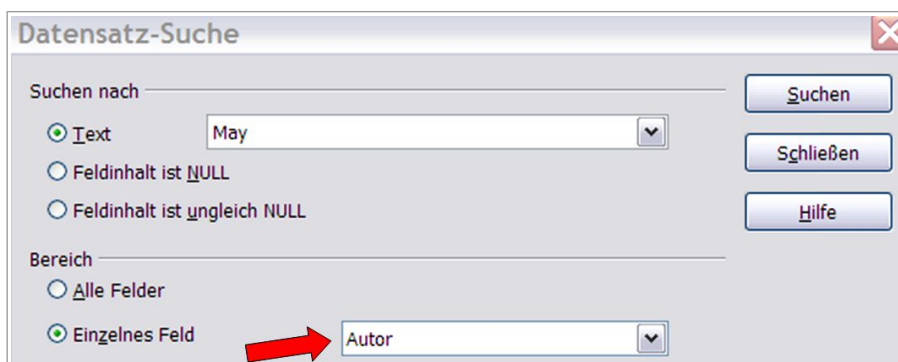 Datensatz-Suche
Suchen nach
Text May
Feldinhalt ist NULL
Feldinhalt ist ungleich NULL
Bereich
Alle Felder
Einzelnes Feld Autor
Suchen
Schließen
Hilfe